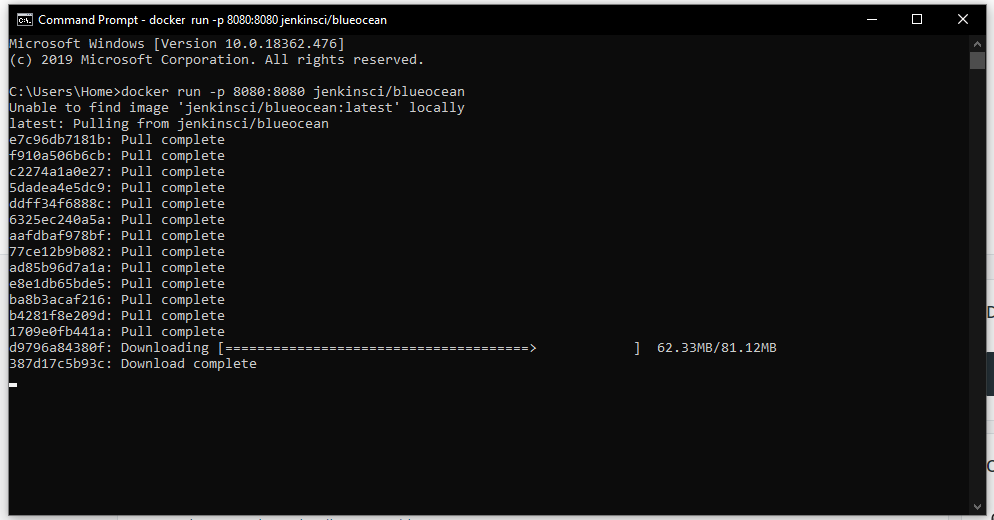 Command Prompt - docker run -p 8080:8080 jenkinsci/blueocean
Microsoft Windows [Version 10.0.18362.476]
(c) 2019 Microsoft Corporation. All rights reserved.
C:\Users\Home>docker run -p 8080:8080 jenkinsci/blueocean
Unable to find image 'jenkinsci/blueocean:latest' locally
latest: Pulling from jenkinsci/blueocean
e7c96db7181b: Pull complete
f910a506b6cb: Pull complete
c2274a1a0e27: Pull complete
5dadea4e5dc9: Pull complete
ddff34f6888c: Pull complete
6325ec240a5a: Pull complete
aafdbaf978bf: Pull complete
77ce12b9b082: Pull complete
ad85b96d7a1a: Pull complete
e8e1db65bde5: Pull complete
ba8b3acaf216: Pull complete
b4281f8e209d: Pull complete
1709e0fb441a: Pull complete
d9796a84380f: Downloading [======================================>            ]  62.33MB/81.12MB
387d17c5b93c: Download complete